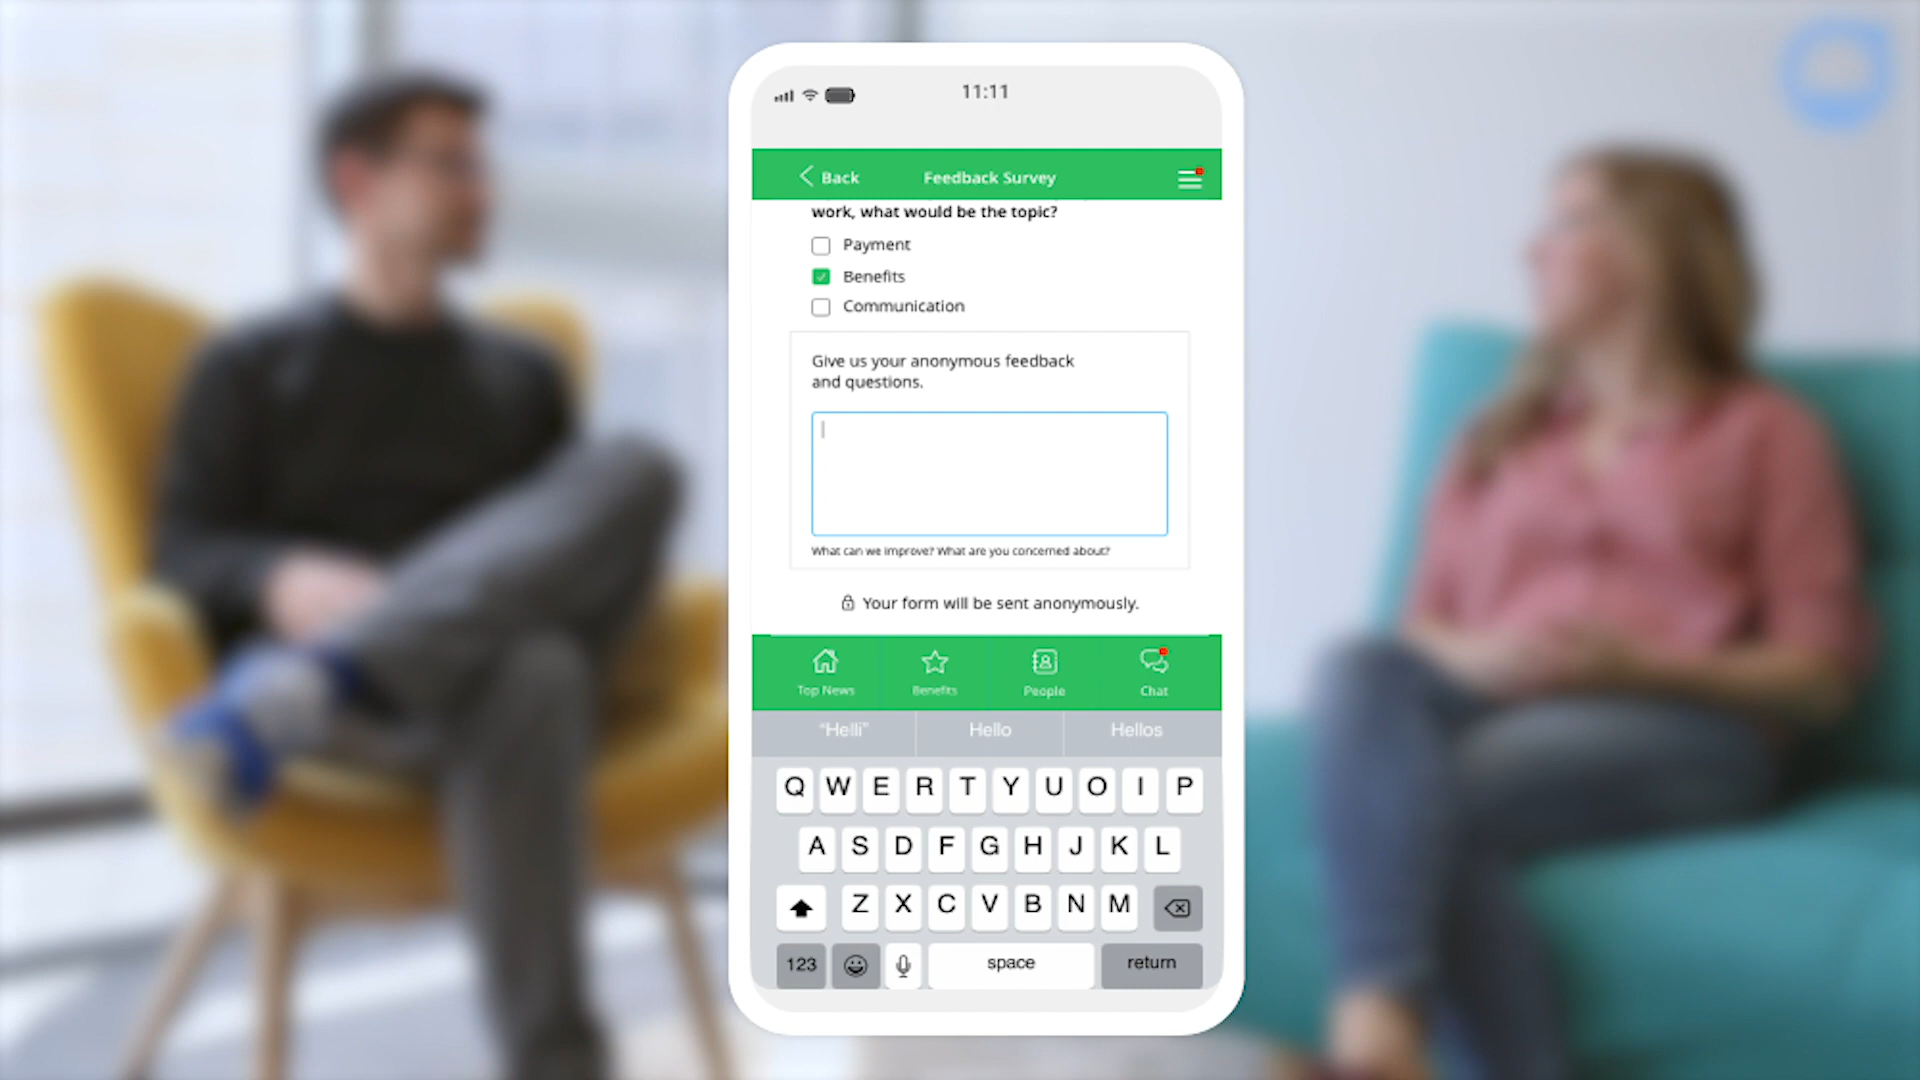 11:11
Back
Feedback Survey
work, what would be the topic?
Payment
Benefits
Communication
Give us your anonymous feedback
and questions.
What can we improve? What are you concerned about?
Your form will be sent anonymously.
Top News
Benefits
People
Chat
“Helli”
Hello
Hellos
Q W E R T Y U O I P
A S D F G H J K L
Z X C V B N M
123
space
return